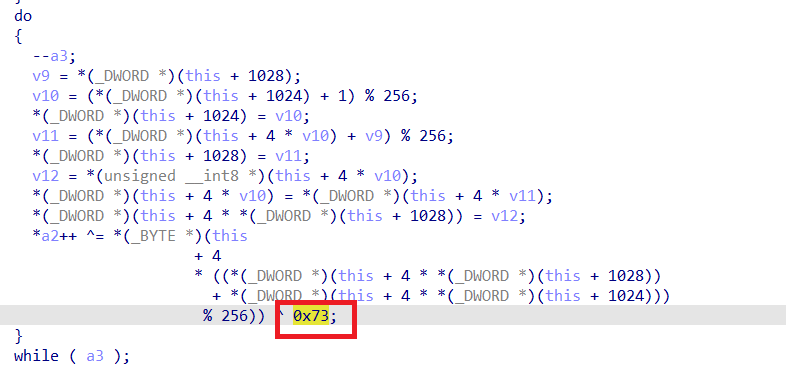 do
{
--a3;
v9 = *(_DWORD *)(this + 1028);
v10 = (*(_DWORD *)(this + 1024) + 1) % 256;
*(_DWORD *)(this + 1024) = v10;
v11 = (*(_DWORD *)(this + 4 * v10) + v9) % 256;
*(_DWORD *)(this + 1028) = v11;
v12 = *(unsigned __int8 *)(this + 4 * v10);
*(_DWORD *)(this + 4 * v10) = *(_DWORD *)(this + 4 * v11);
*(_DWORD *)(this + 4 * *(_DWORD *)(this + 1028)) = v12;
*a2++ ^= *(_BYTE *)(this
+ 4
* ((*(_DWORD *)(this + 4 * *(_DWORD *)(this + 1028))
+ *(_DWORD *)(this + 4 * *(_DWORD *)(this + 1024)))
% 256)) ^ 0x73;
}
while ( a3 );